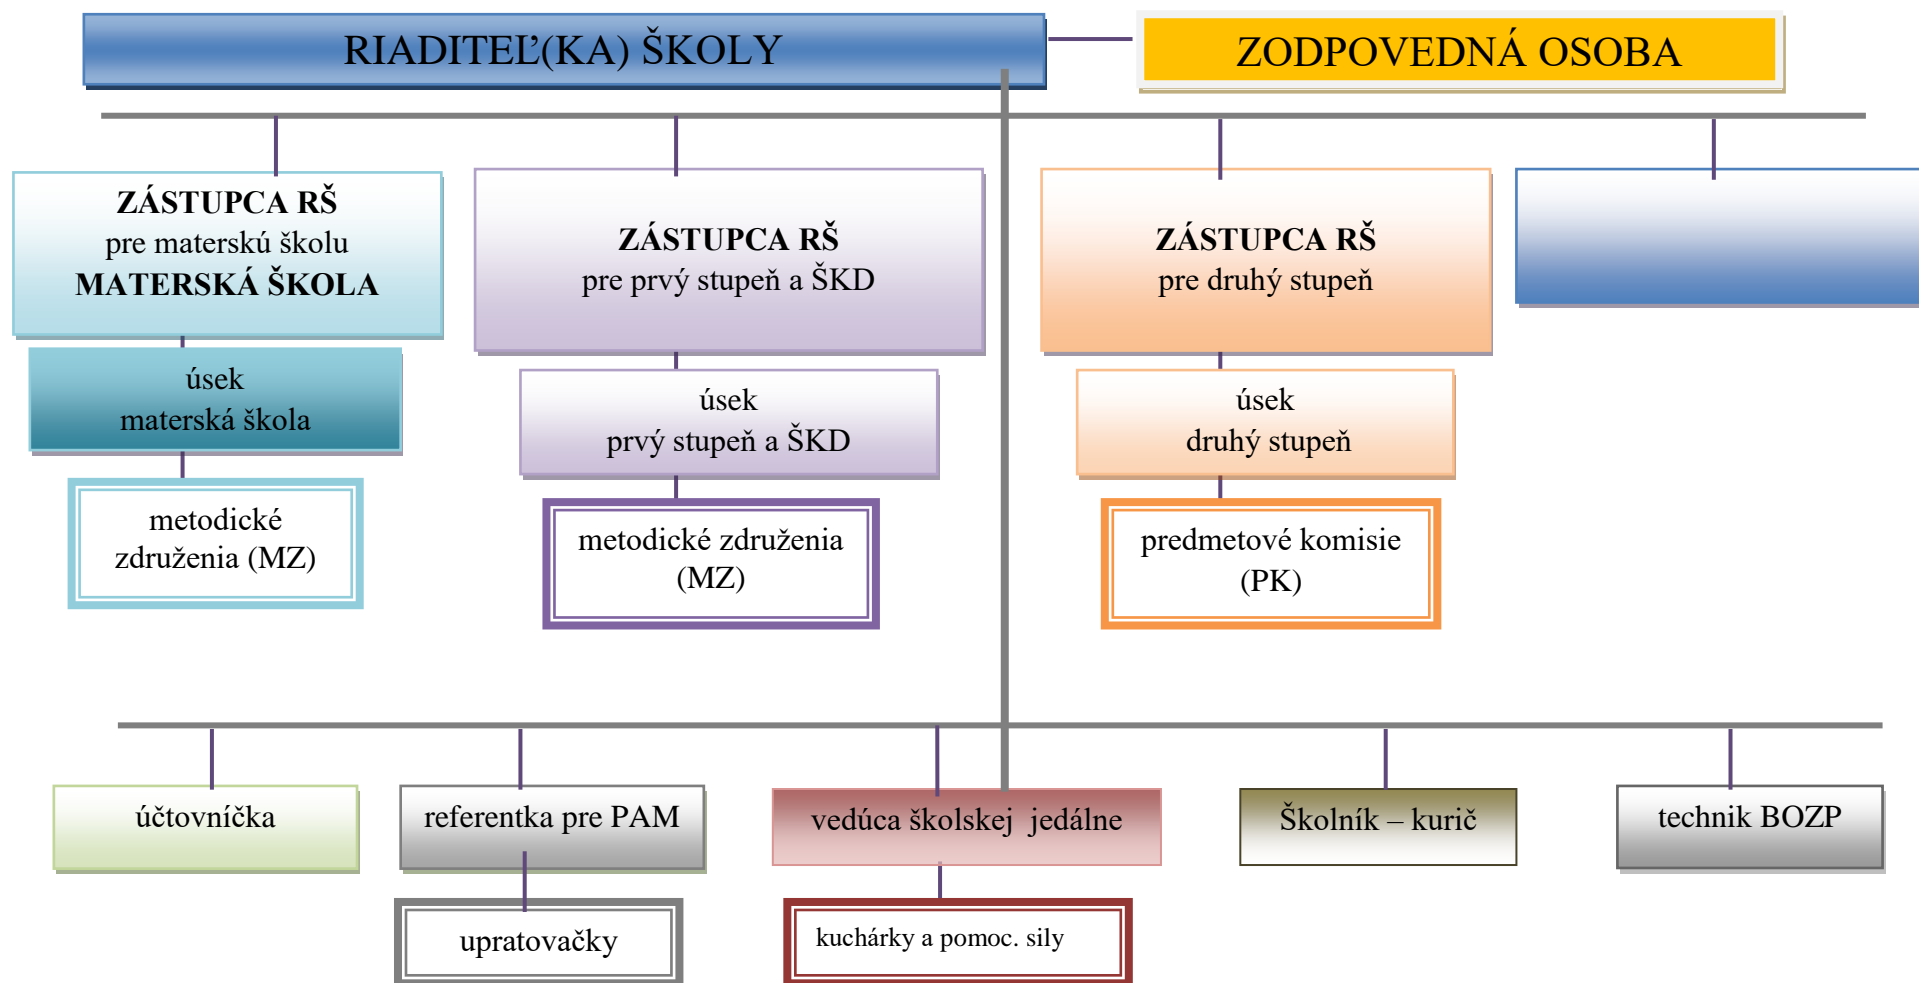 RIADITEĽ(KA) ŠKOLY
ZODPOVEDNÁ OSOBA
ZÁSTUPCA RŠ
pre materskú školu
MATERSKÁ ŠKOLA
ZÁSTUPCA RŠ
pre prvý stupeň a ŠKD
ZÁSTUPCA RŠ
pre druhý stupeň
úsek
materská škola
úsek
prvý stupeň a ŠKD
úsek
druhý stupeň
metodické
združenia (MZ)
metodické združenia
(MZ)
predmetové komisie
(PK)
účtovníčka
referentka pre PAM
vedúca školskej jedálne
Školník – kurič
technik BOZP
upratovačky
kuchárky a pomoc. sily